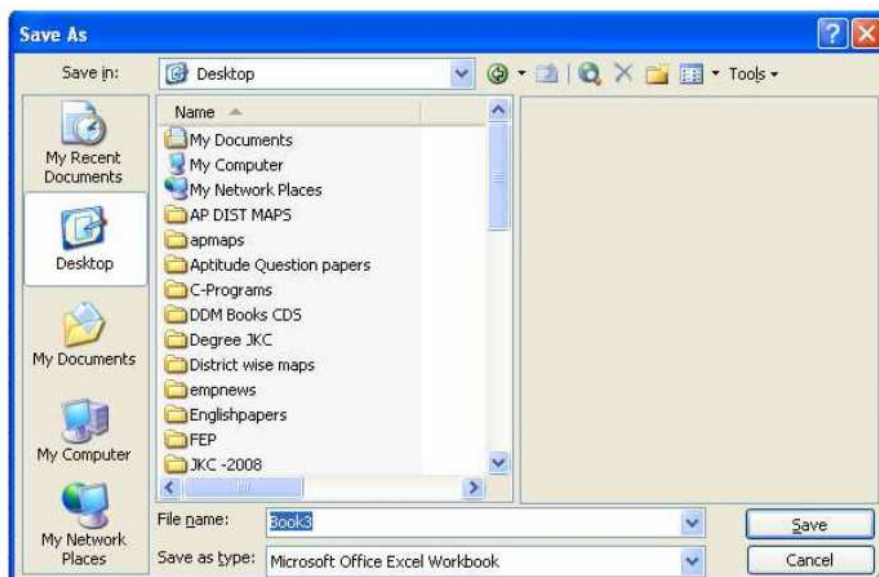 Save As
Save in:
Desktop
Tools
My Recent
Documents
Desktop
My Documents
My Computer
My Network
Places
Name
My Documents
My Computer
My Network Places
AP DIST MAPS
apmaps
Aptitude Question papers
C-Programs
DDM Books CDS
Degree JKC
District wise maps
empnews
Englishpapers
FEP
JKC -2008
File name:
Book3
Save
Save as type:
Microsoft Office Excel Workbook
Cancel